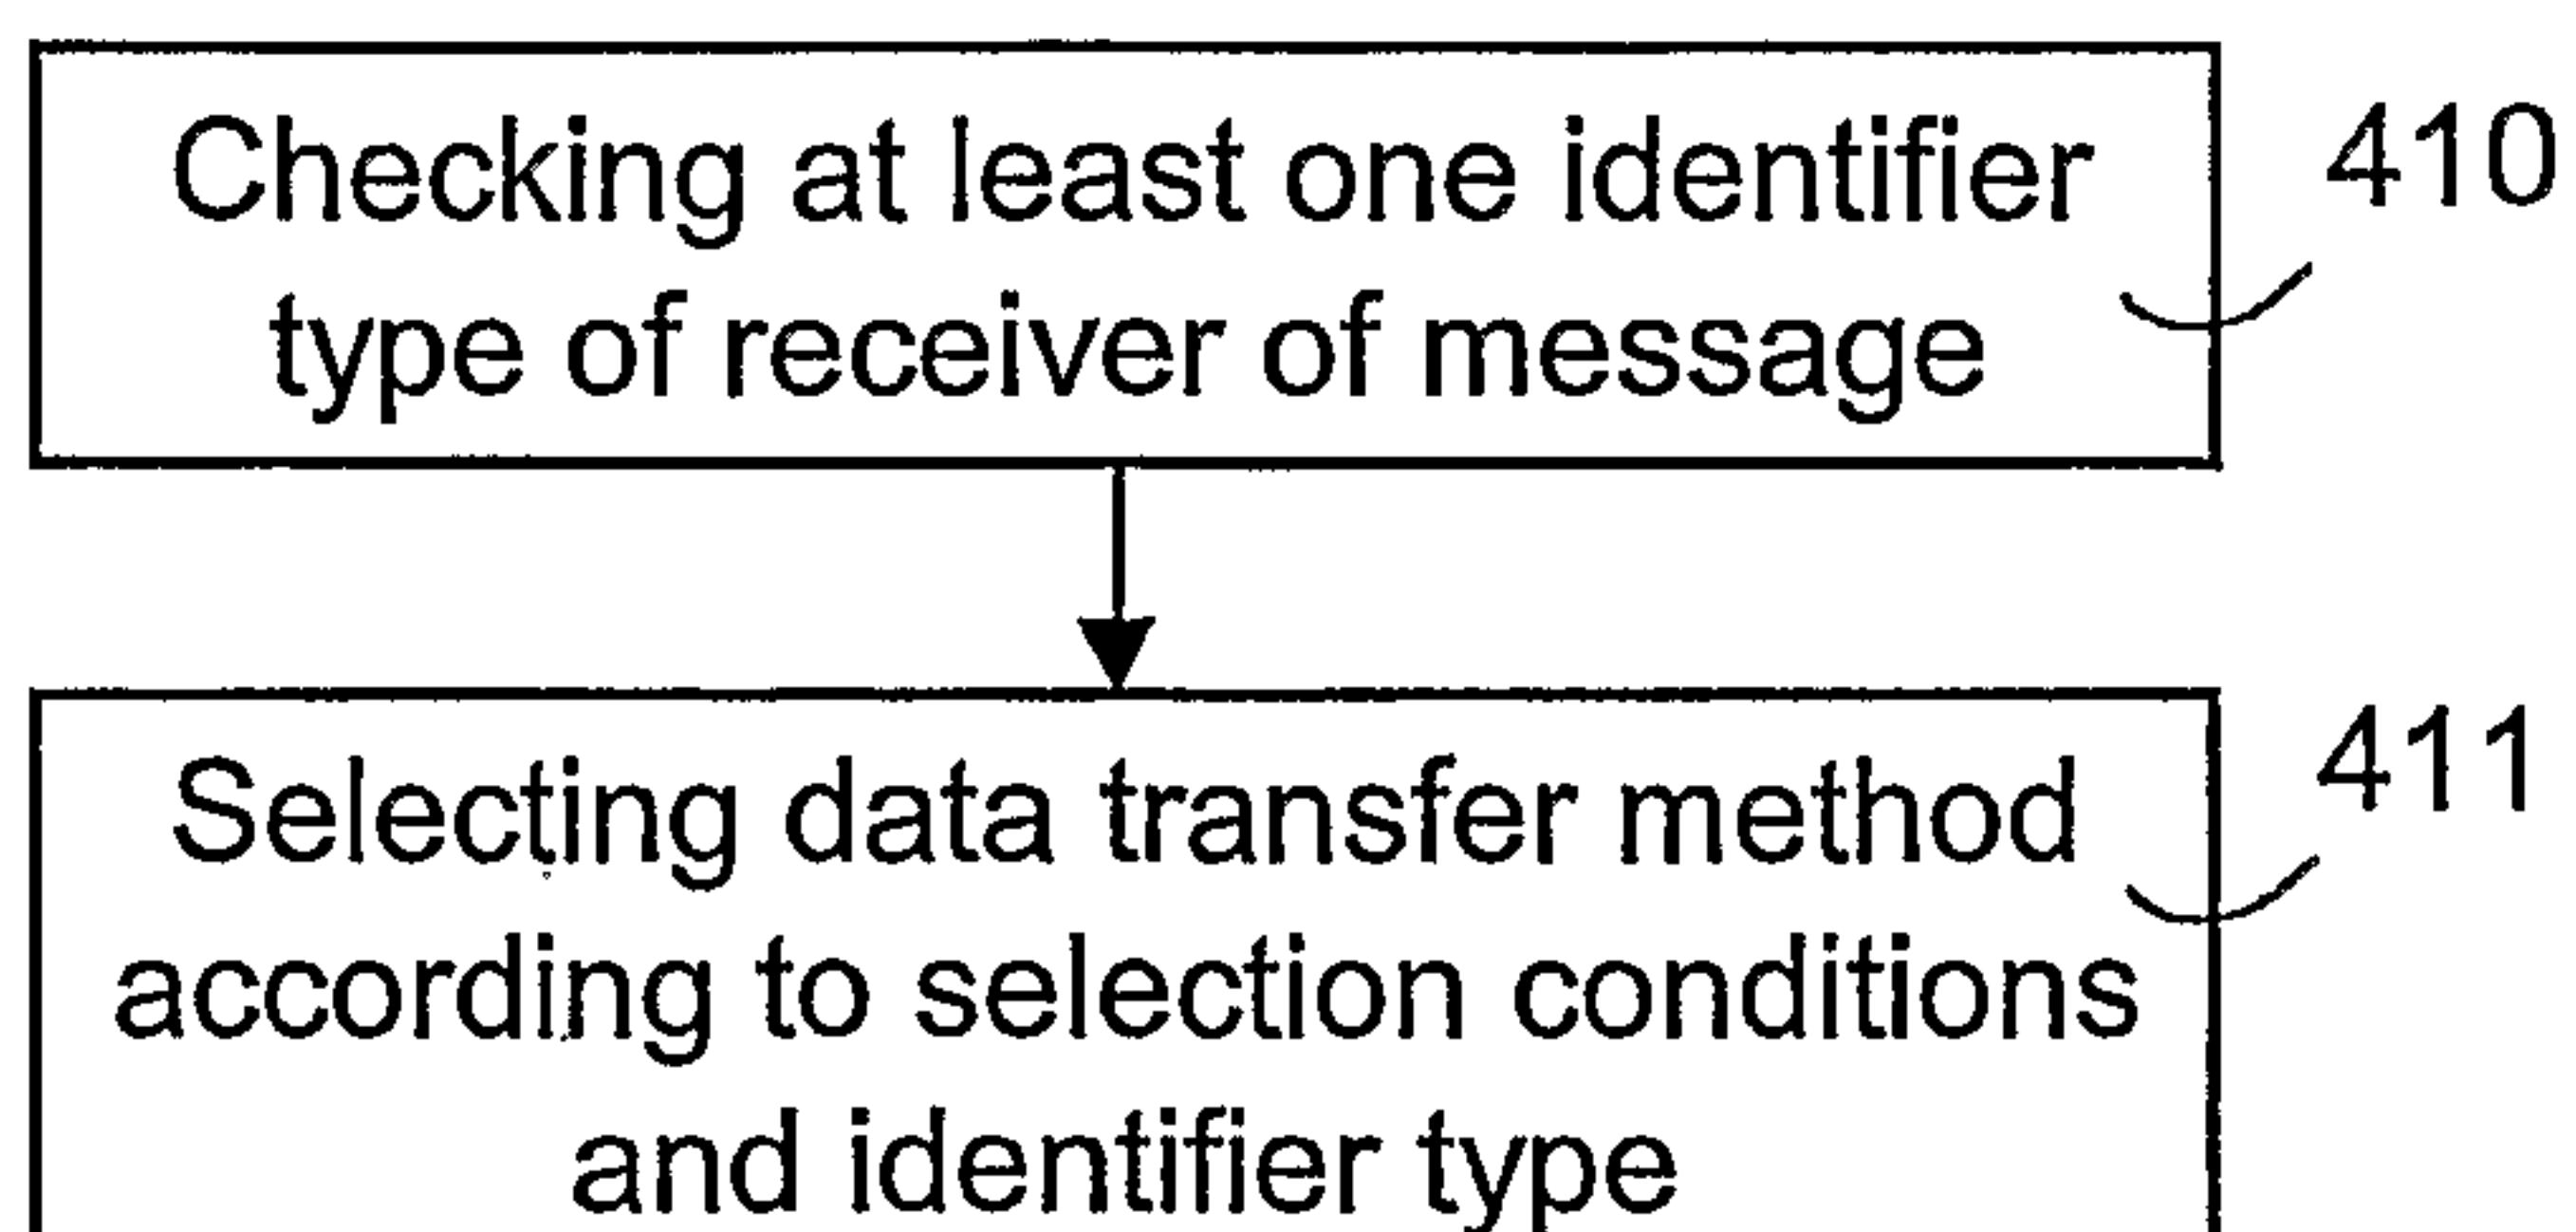 Checking at least one identifier 410
type of receiver of message
Selecting data transfer method 411
according to selection conditions
and identifier type